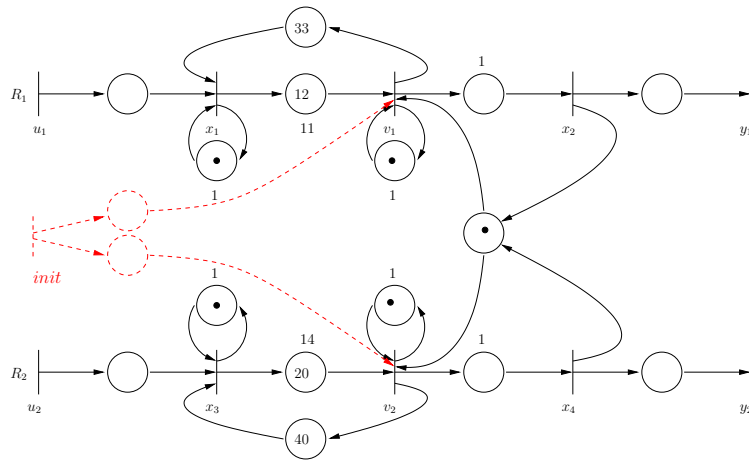 33
1
R₁ 12
u₁ x₁ 11 v₁ x₂ y₁
1 1
init
1 1
14 1
R₂ 20
u₂ x₃ v₂ x₄ y₂
40